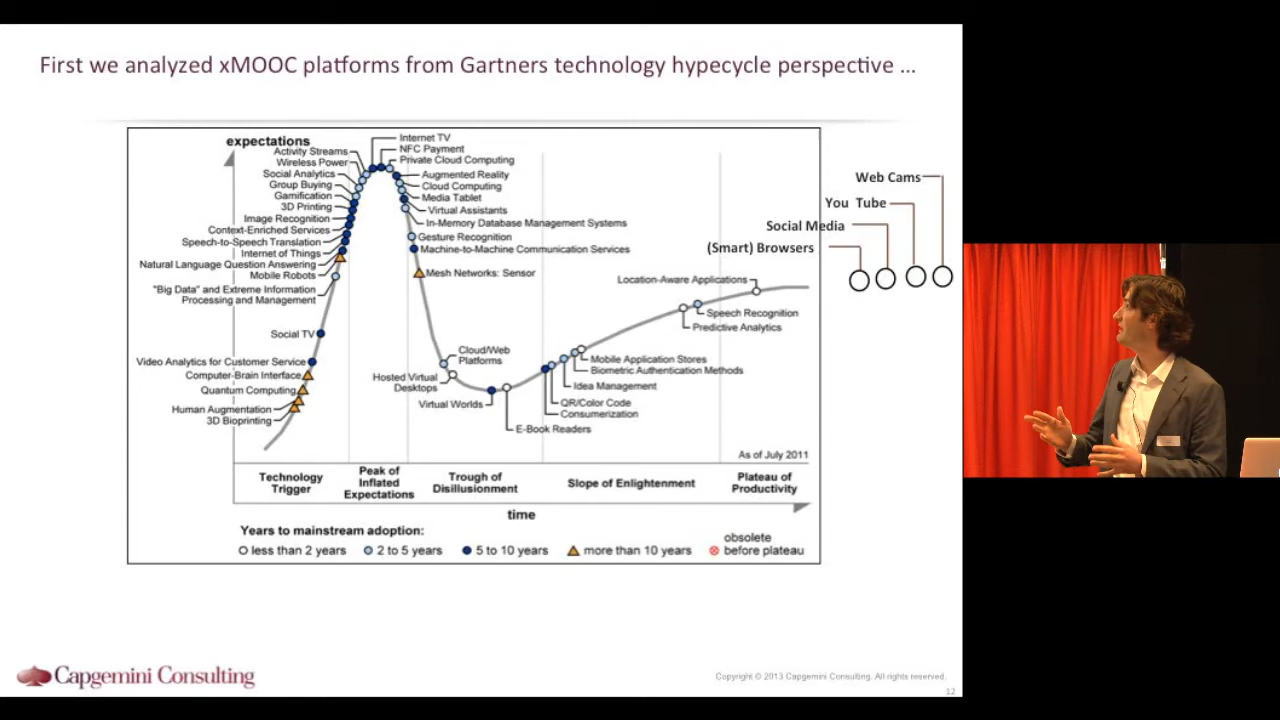 First we analyzed xMOOC platforms from Gartners technology hypecycle perspective ...
expectations
Activity Streams
Wireless Power
Social Analytics
Group Buying
Gamification
3D Printing
Image Recognition
Context-Enriched Services
Speech-to-Speech Translation
Internet of Things
Natural Language Question Answering
Mobile Robots
"Big Data" and Extreme Information
Processing and Management
Social TV
Video Analytics for Customer Service
Computer-Brain Interface
Quantum Computing
Human Augmentation
3D Bioprinting
Internet TV
NFC Payment
Private Cloud Computing
Augmented Reality
Cloud Computing
Media Tablet
Virtual Assistants
In-Memory Database Management Systems
Gesture Recognition
Machine-to-Machine Communication Services
Mesh Networks: Sensor
Cloud/Web
Platforms
Hosted Virtual
Desktops
Virtual Worlds
E-Book Readers
Location-Aware Applications
Speech Recognition
Predictive Analytics
Mobile Application Stores
Biometric Authentication Methods
Idea Management
QR/Color Code
Consumerization
Web Cams
You Tube
Social Media
(Smart) Browsers
As of July 2011
Technology
Trigger
Peak of
Inflated
Expectations
Trough of
Disillusionment
Slope of Enlightenment
Plateau of
Productivity
time
Years to mainstream adoption:
less than 2 years
2 to 5 years
5 to 10 years
more than 10 years
obsolete
before plateau
Capgemini Consulting
Copyright © 2013 Capgemini Consulting. All rights reserved.
12